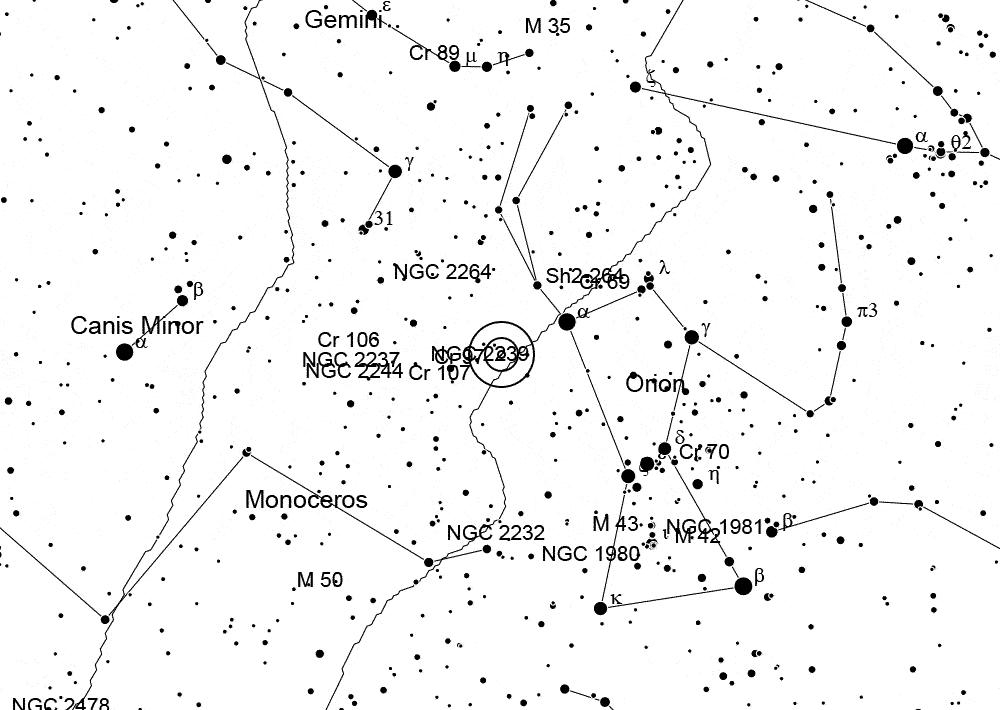 ε
Gemini
M 35
Cr 89
μ
η
ζ
α
θ2
γ
31
NGC 2264
Sh2-264
Cr 69
λ
β
π3
α
Canis Minor
α
γ
Cr 106
NGC 2239
NGC 2237
NGC 2244
Cr 107
Orion
δ
Cr 70
ε
ζ
η
Monoceros
M 43
NGC 1981
β
NGC 2232
ι
M 42
NGC 1980
M 50
κ
β
NGC 2478